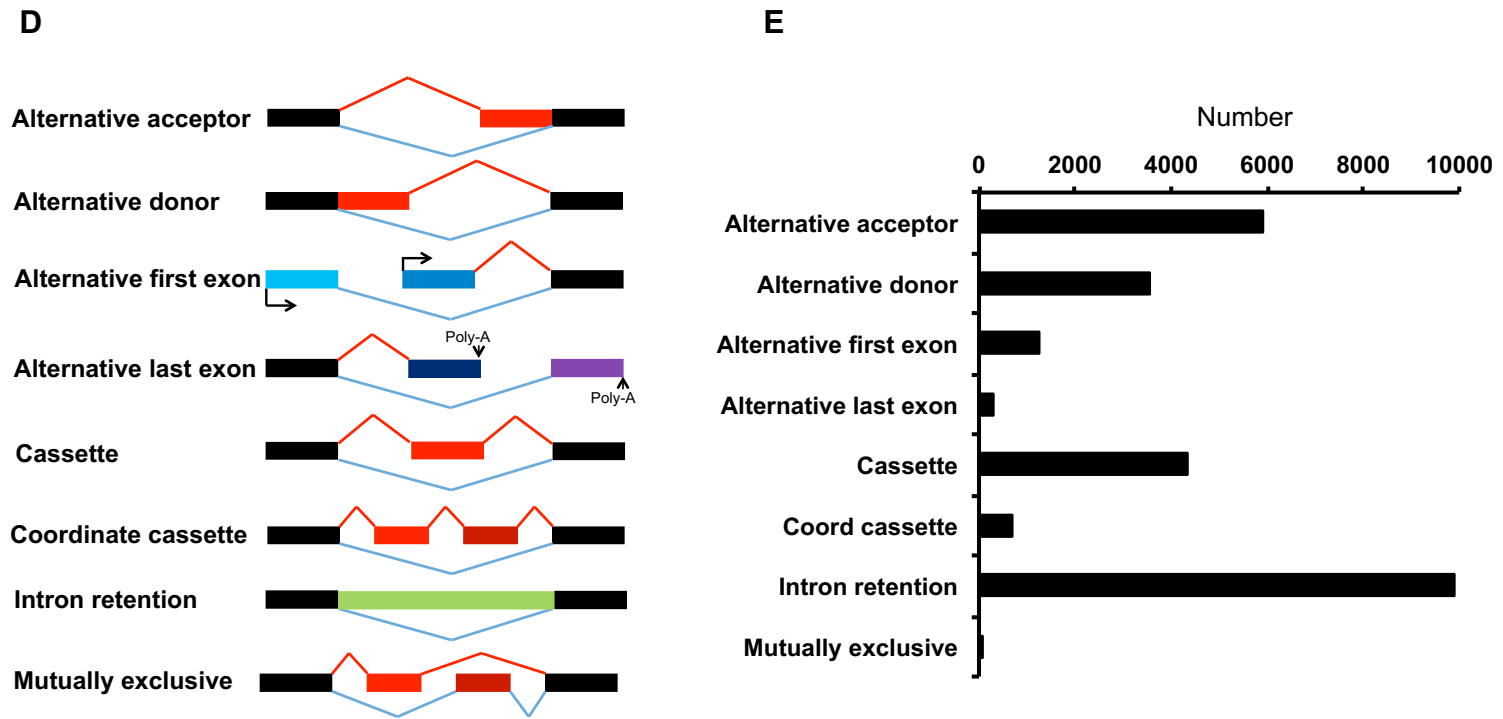 D
Alternative acceptor
Alternative donor
Alternative first exon
Poly-A
Alternative last exon
Poly-A
Cassette
Coordinate cassette
Intron retention
Mutually exclusive
E
Number
0 2000 4000 6000 8000 10000
Alternative acceptor
Alternative donor
Alternative first exon
Alternative last exon
Cassette
Coord cassette
Intron retention
Mutually exclusive